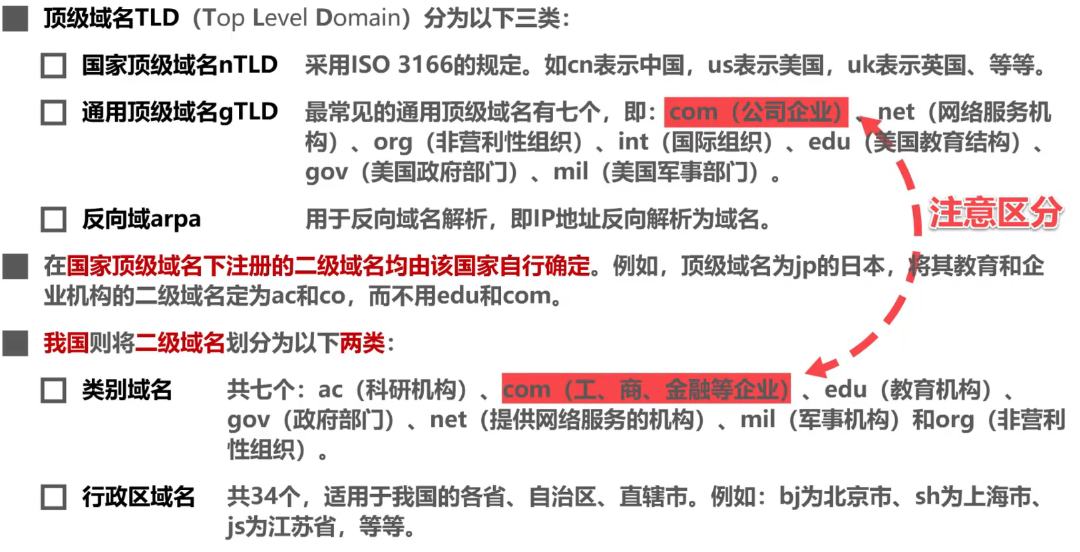 顶级域名TLD（Top Level Domain）分为以下三类：
国家顶级域名nTLD 采用ISO 3166的规定。如cn表示中国，us表示美国，uk表示英国、等等。
通用顶级域名gTLD 最常见的通用顶级域名有七个，即：com（公司企业）、net（网络服务机
构）、org（非营利性组织）、int（国际组织）、edu（美国教育结构）、
gov（美国政府部门）、mil（美国军事部门）。
注意区分
反向域arpa 用于反向域名解析，即IP地址反向解析为域名。
在国家顶级域名下注册的二级域名均由该国家自行确定。例如，顶级域名为jp的日本，将其教育和企
业机构的二级域名定为ac和co，而不用edu和com。
我国则将二级域名划分为以下两类：
类别域名 共七个：ac（科研机构）、com（工、商、金融等企业）、edu（教育机构）、
gov（政府部门）、net（提供网络服务的机构）、mil（军事机构）和org（非营利
性组织）。
行政区域名 共34个，适用于我国的各省、自治区、直辖市。例如：bj为北京市、sh为上海市、
js为江苏省，等等。